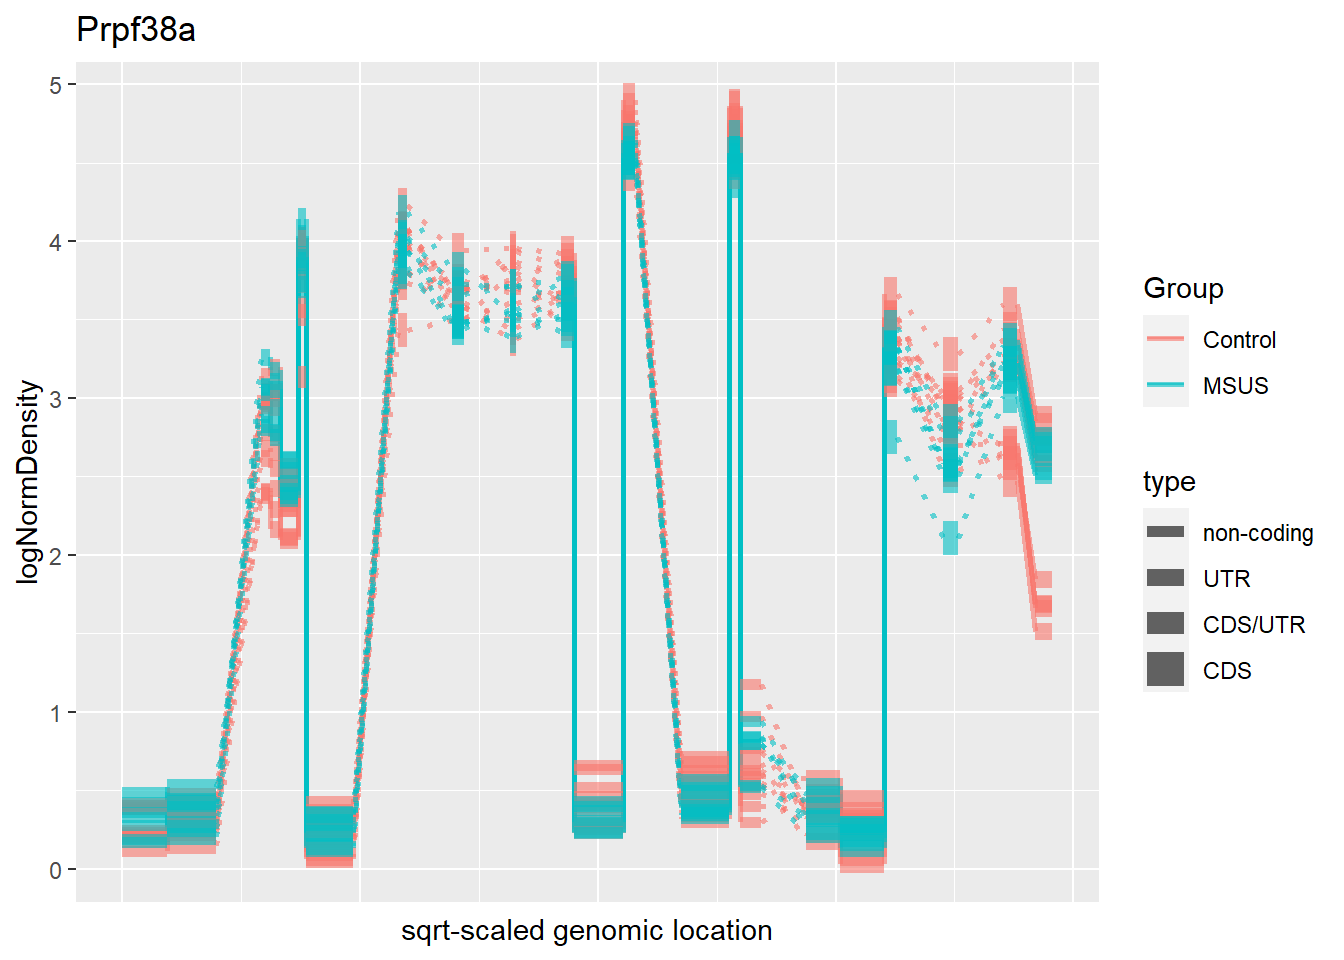 Prpf38a
logNormDensity
5
4
3
2
1
0
sqrt-scaled genomic location
Group
Control
MSUS
type
non-coding
UTR
CDS/UTR
CDS